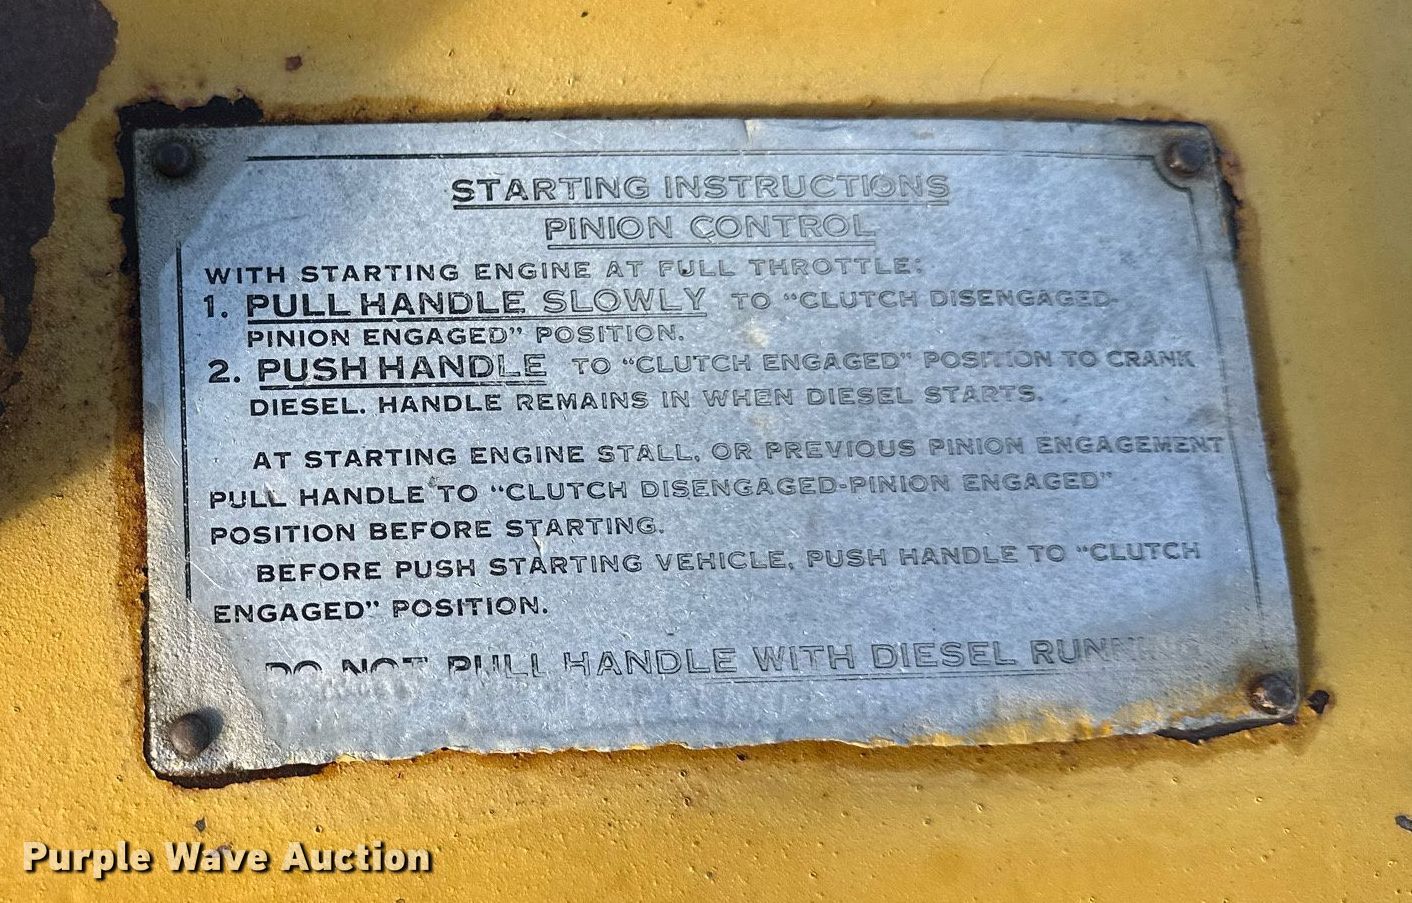 STARTING INSTRUCTIONS
PINION CONTROL
WITH STARTING ENGINE AT FULL THROTTLE:
1. PULL HANDLE SLOWLY TO "CLUTCH DISENGAGED-
PINION ENGAGED" POSITION.
2. PUSH HANDLE TO "CLUTCH ENGAGED" POSITION TO CRANK
DIESEL. HANDLE REMAINS IN WHEN DIESEL STARTS.
AT STARTING ENGINE STALL, OR PREVIOUS PINION ENGAGEMENT
PULL HANDLE TO "CLUTCH DISENGAGED-PINION ENGAGED"
POSITION BEFORE STARTING.
BEFORE PUSH STARTING VEHICLE, PUSH HANDLE TO "CLUTCH
ENGAGED" POSITION.
DO NOT PULL HANDLE WITH DIESEL RUNNING
Purple Wave Auction